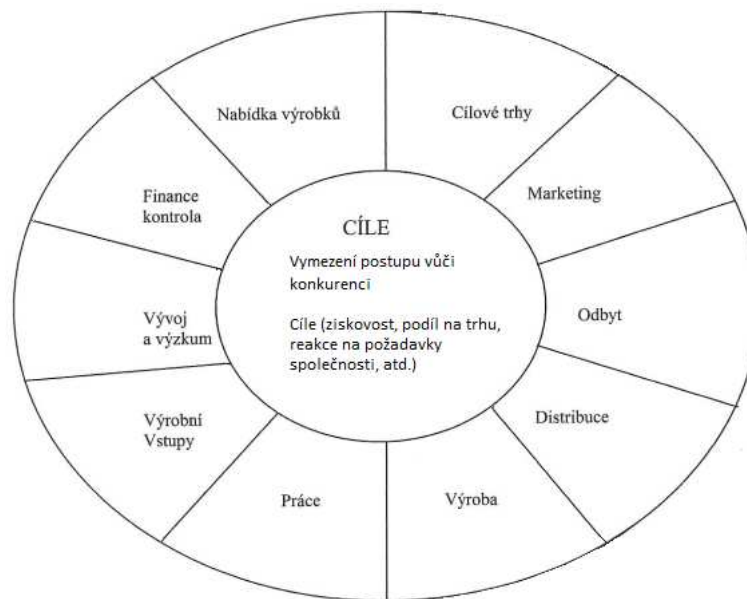 Nabídka výrobků
Cílové trhy
Marketing
Odbyt
Distribuce
Výroba
Práce
Výrobní
Vstupy
Vývoj
a výzkum
Finance
kontrola
CÍLE
Vymezení postupu vůči
konkurenci
Cíle (ziskovost, podíl na trhu,
reakce na požadavky
společnosti, atd.)